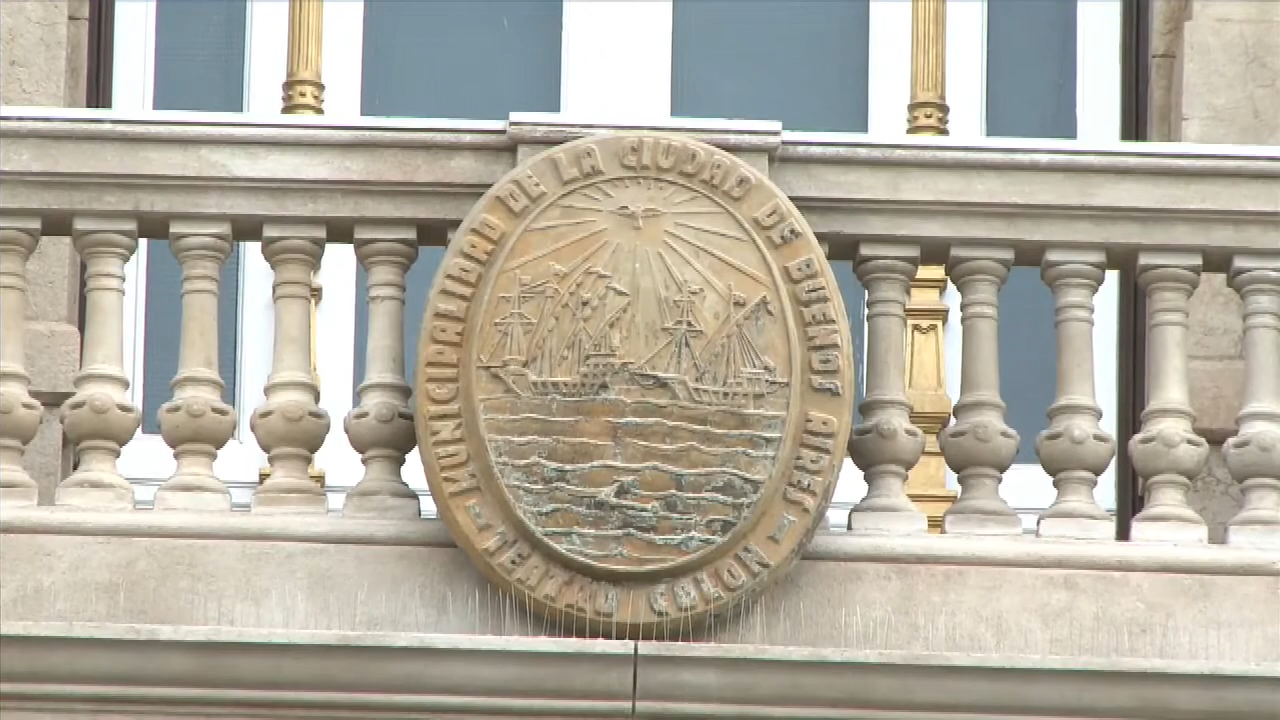 MUNICIPALIDAD DE LA CIUDAD DE BUENOS AIRES
- TEATRO COLON -